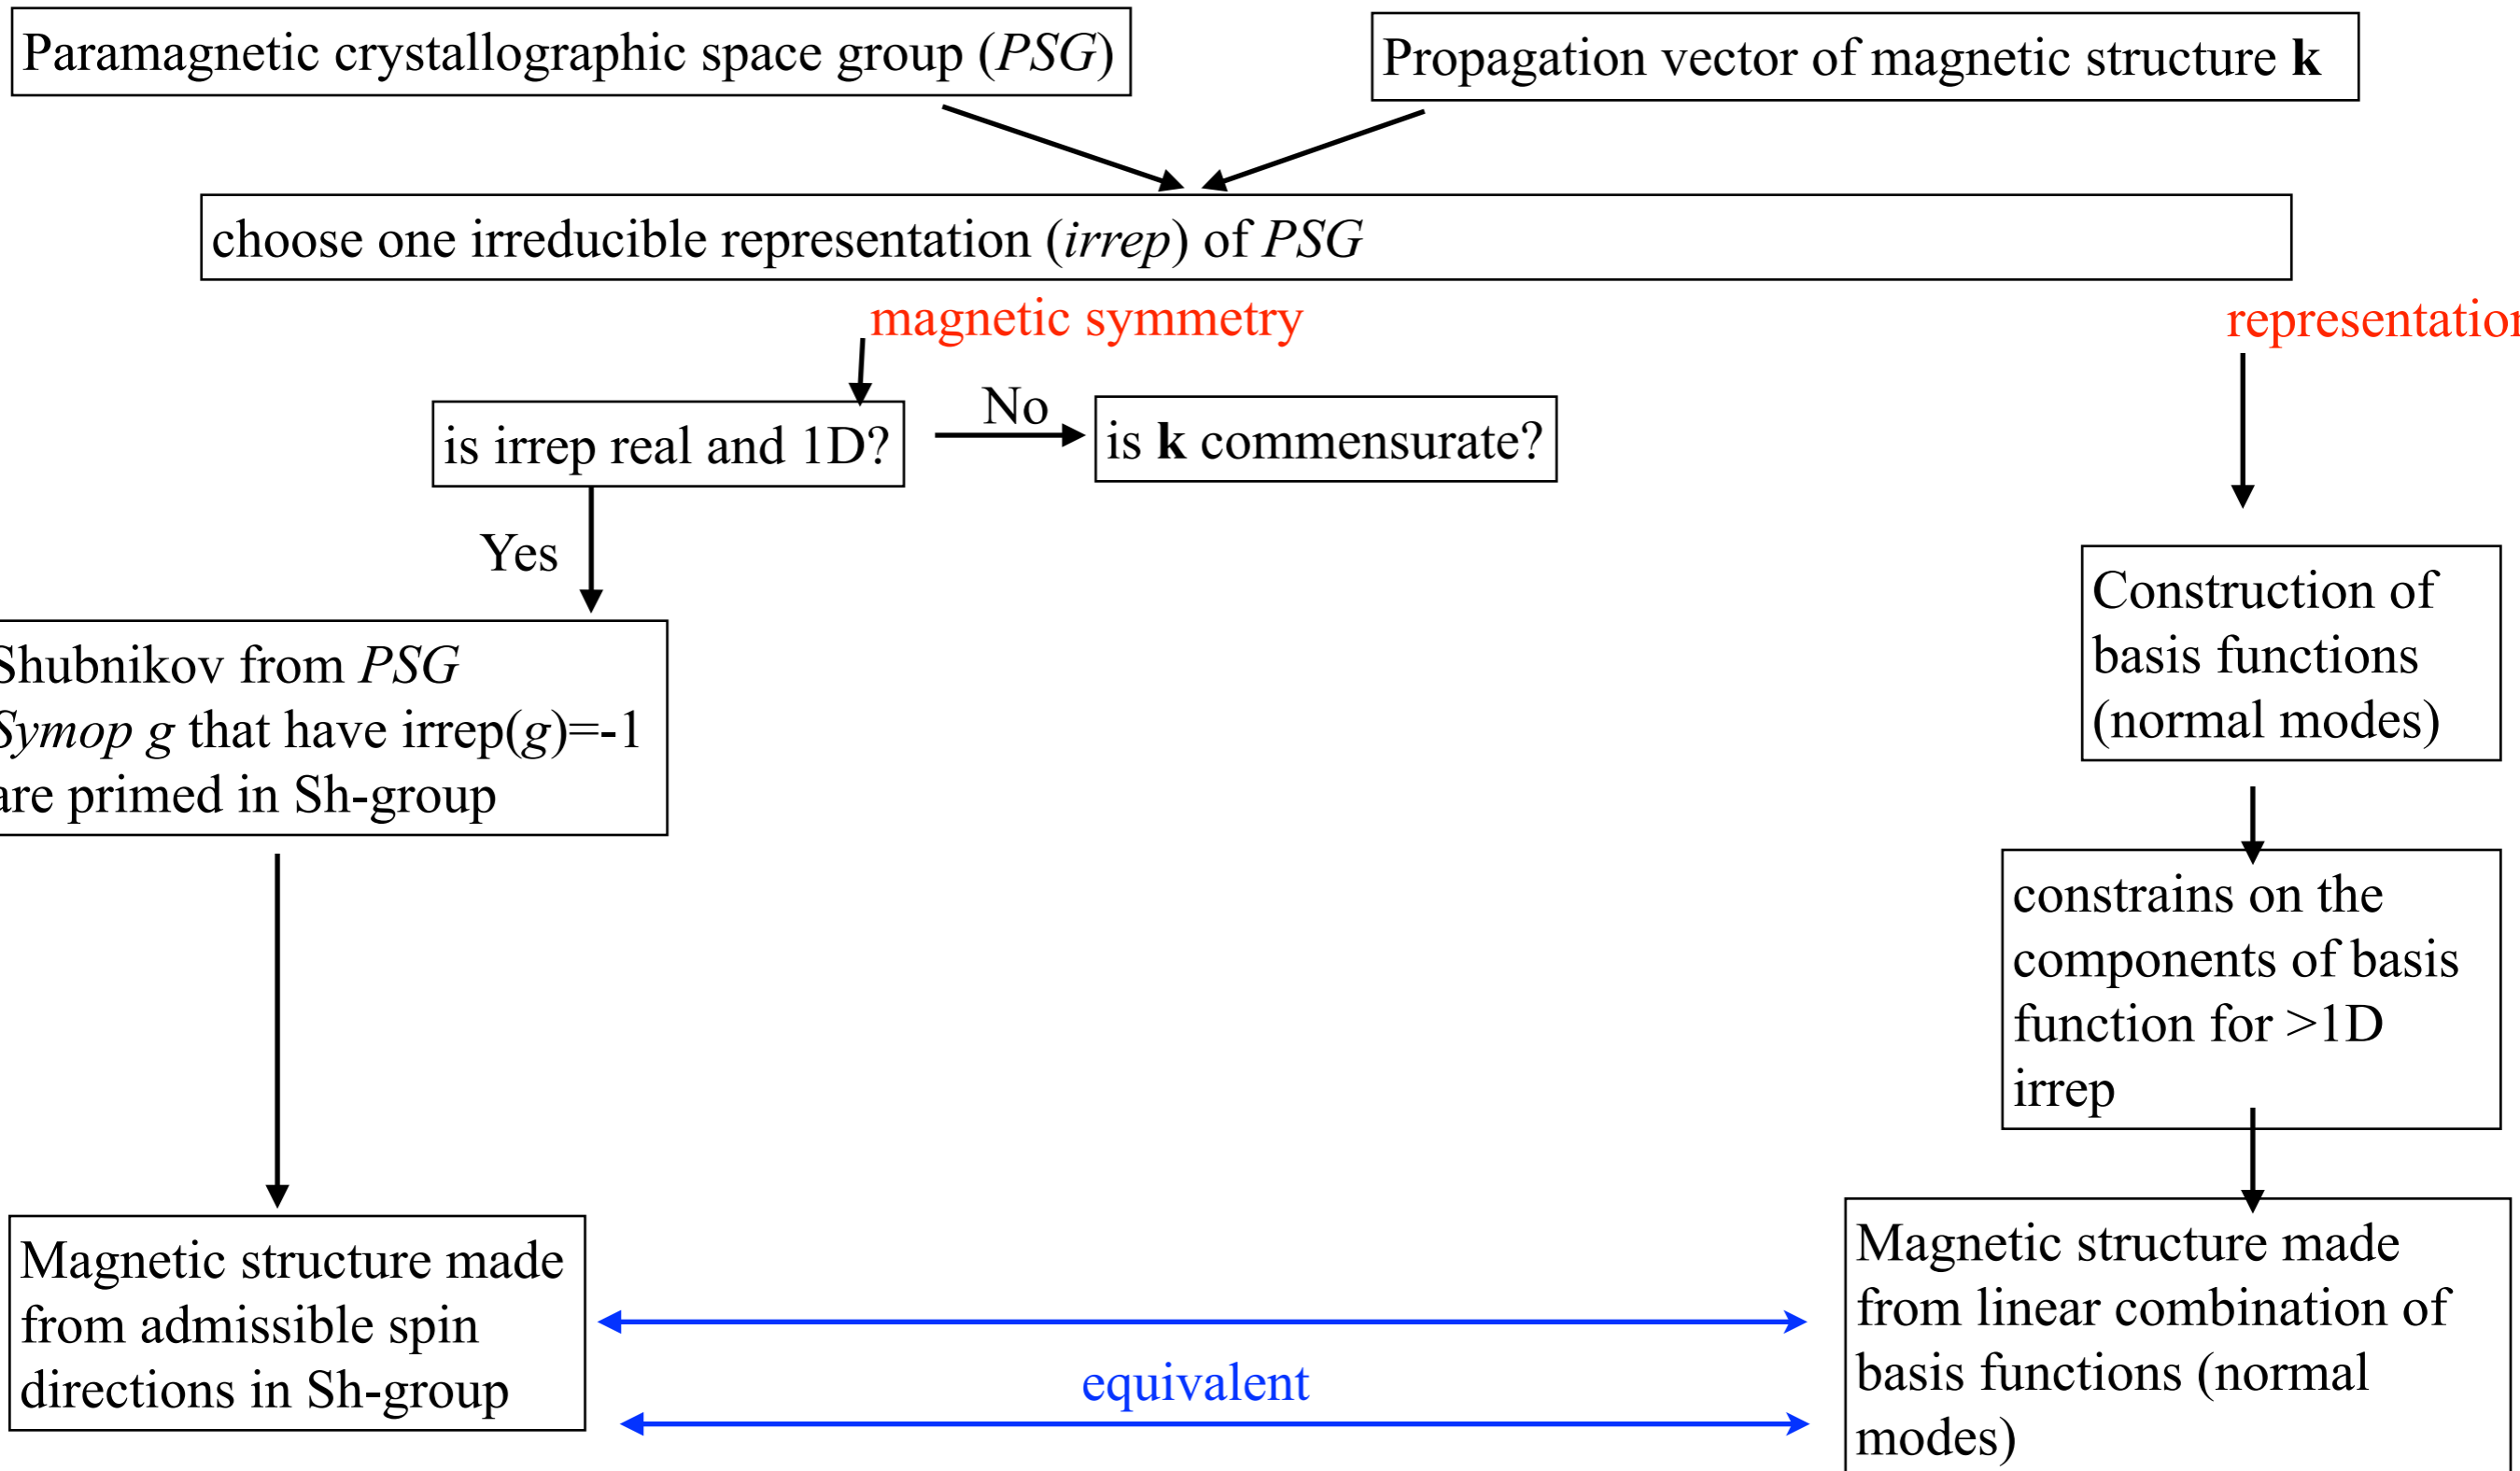 Paramagnetic crystallographic space group (PSG)
Propagation vector of magnetic structure k
choose one irreducible representation (irrep) of PSG
magnetic symmetry
representation
is irrep real and 1D?
No
is k commensurate?
Yes
Construction of
basis functions
(normal modes)
Shubnikov from PSG
Symop g that have irrep(g)=-1
are primed in Sh-group
constrains on the
components of basis
function for >1D
irrep
Magnetic structure made
from admissible spin
directions in Sh-group
equivalent
Magnetic structure made
from linear combination of
basis functions (normal
modes)